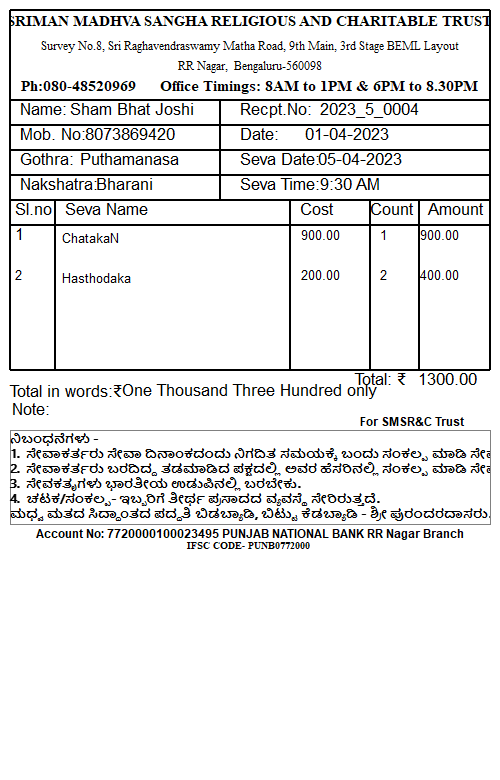 SRIMAN MADHVA SANGHA RELIGIOUS AND CHARITABLE TRUST
Survey No.8, Sri Raghavendraswamy Matha Road, 9th Main, 3rd Stage BEML Layout
RR Nagar, Bengaluru-560098
Ph:080-48520969 Office Timings: 8AM to 1PM & 6PM to 8.30PM
Name: Sham Bhat Joshi Recpt.No: 2023_5_0004
Mob. No:8073869420 Date: 01-04-2023
Gothra: Puthamanasa Seva Date:05-04-2023
Nakshatra:Bharani Seva Time:9:30 AM
Sl.no Seva Name Cost Count Amount
1 ChatakaN 900.00 1 900.00
2 Hasthodaka 200.00 2 400.00
Total: ₹ 1300.00
Total in words:₹One Thousand Three Hundred only
Note:
For SMSR&C Trust
ನಿಬಂಧನೆಗಳು -
1. ಸೇವಾಕರ್ತರು ಸೇವಾ ದಿನಾಂಕದಂದು ನಿಗದಿತ ಸಮಯಕ್ಕೆ ಬಂದು ಸಂಕಲ್ಪ ಮಾಡಿ
2. ಸೇವಾಕರ್ತರು ಬರದಿದ್ದ ತಡಮಾಡಿದ ಪಕ್ಷದಲ್ಲಿ ಅವರ ಹೆಸರಿನಲ್ಲಿ ಸಂಕಲ್ಪ ಮಾಡಿ
3. ಸೇವಕತೃಗಳು ಭಾರತೀಯ ಉಡುಪಿನಲ್ಲಿ ಬರಬೇಕು.
4. ಚಟಕ/ಸಂಕಲ್ಪ- ಇಬ್ಬರಿಗೆ ತೀರ್ಥ ಪ್ರಸಾದದ ವ್ಯವಸ್ಥೆ ಸೇರಿರುತ್ತದೆ.
ಮಧ್ವ ಮತದ ಸಿದ್ಧಾಂತದ ಪದ್ಧತಿ ಬಿಡಬ್ಯಾಡಿ, ಬಿಟ್ಟು ಕೆಡಬ್ಯಾಡಿ - ಶ್ರೀ ಪುರಂದರದಾಸರು.
Account No: 7720000100023495 PUNJAB NATIONAL BANK RR Nagar Branch
IFSC CODE- PUNB0772000